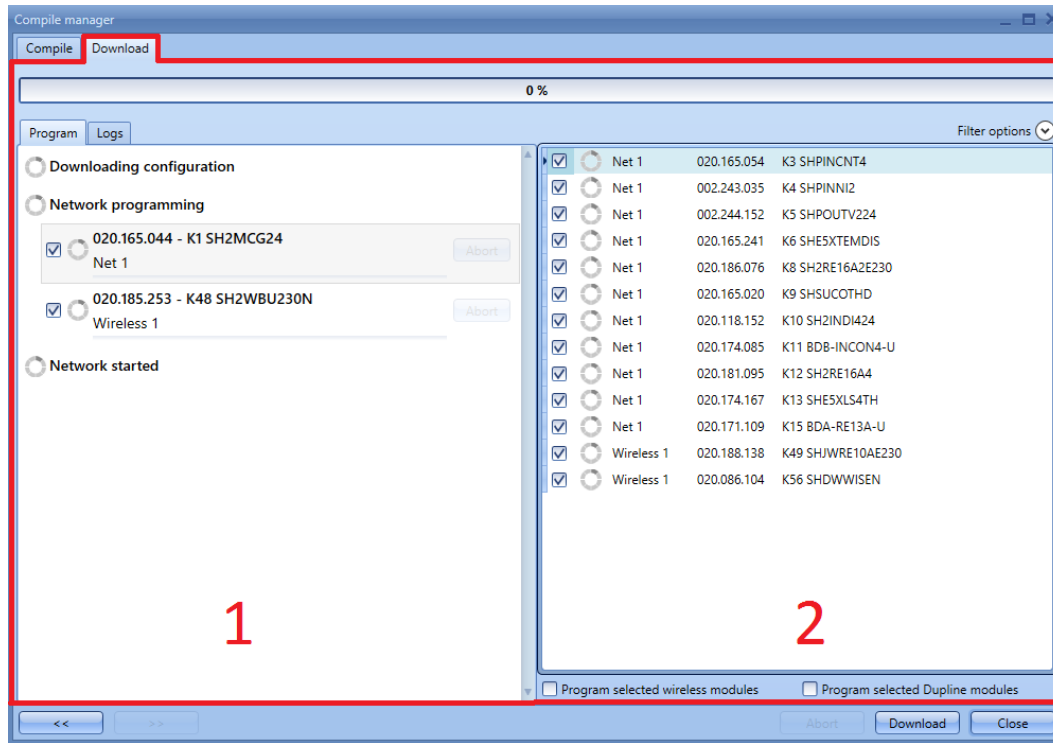 Compile manager
Compile Download
0 %
Program Logs
Filter options
Downloading configuration
Network programming
020.165.044 - K1 SH2MCG24
Net 1
Abort
020.185.253 - K48 SH2WBU230N
Wireless 1
Abort
Network started
1
Net 1 020.165.054 K3 SHPINCNT4
Net 1 002.243.035 K4 SHPINNI2
Net 1 002.244.152 K5 SHPOUTV224
Net 1 020.165.241 K6 SHE5XTEMDIS
Net 1 020.186.076 K8 SH2RE16A2E230
Net 1 020.165.020 K9 SHSUCOTHD
Net 1 020.118.152 K10 SH2INDI424
Net 1 020.174.085 K11 BDB-INCON4-U
Net 1 020.181.095 K12 SH2RE16A4
Net 1 020.174.167 K13 SHE5XLS4TH
Net 1 020.171.109 K15 BDA-RE13A-U
Wireless 1 020.188.138 K49 SHJWRE10AE230
Wireless 1 020.086.104 K56 SHDWWISEN
2
Program selected wireless modules Program selected Dupline modules
<< >> Abort Download Close